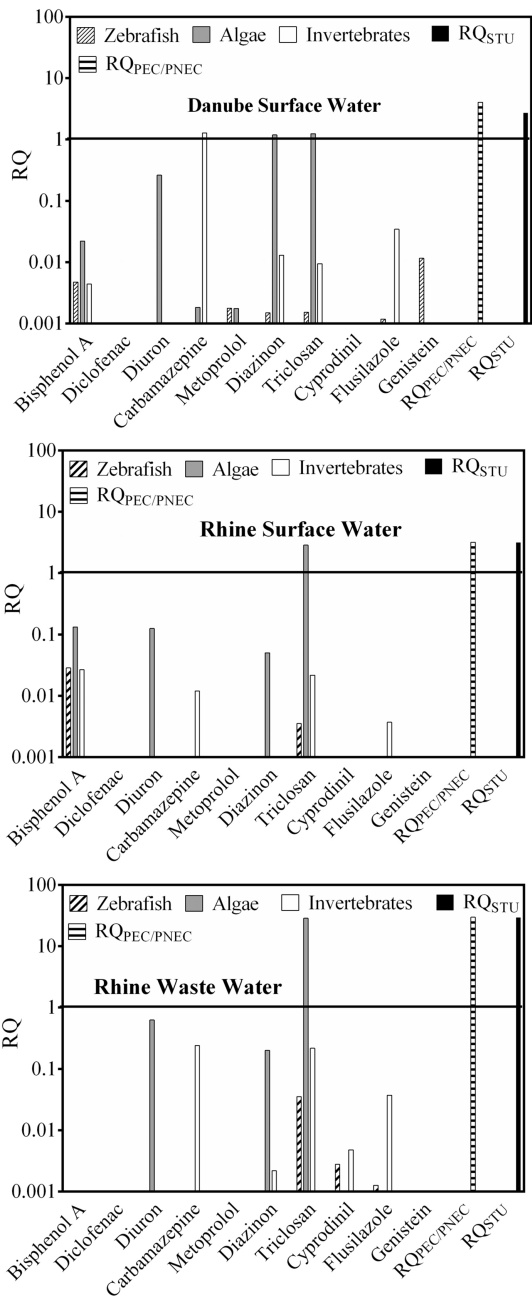 Zebrafish Algae Invertebrates RQSTU
RQPEC/PNEC
Danube Surface Water
RQ
100
10
1
0.1
0.01
0.001
Bisphenol A
Diclofenac
Diuron
Carbamazepine
Metoprolol
Diazinon
Triclosan
Cyprodinil
Flusilazole
Genistein
RQPEC/PNEC
RQSTU
Zebrafish Algae Invertebrates RQSTU
RQPEC/PNEC
Rhine Surface Water
RQ
100
10
1
0.1
0.01
0.001
Bisphenol A
Diclofenac
Diuron
Carbamazepine
Metoprolol
Diazinon
Triclosan
Cyprodinil
Flusilazole
Genistein
RQPEC/PNEC
RQSTU
Zebrafish Algae Invertebrates RQSTU
RQPEC/PNEC
Rhine Waste Water
RQ
100
10
1
0.1
0.01
0.001
Bisphenol A
Diclofenac
Diuron
Carbamazepine
Metoprolol
Diazinon
Triclosan
Cyprodinil
Flusilazole
Genistein
RQPEC/PNEC
RQSTU